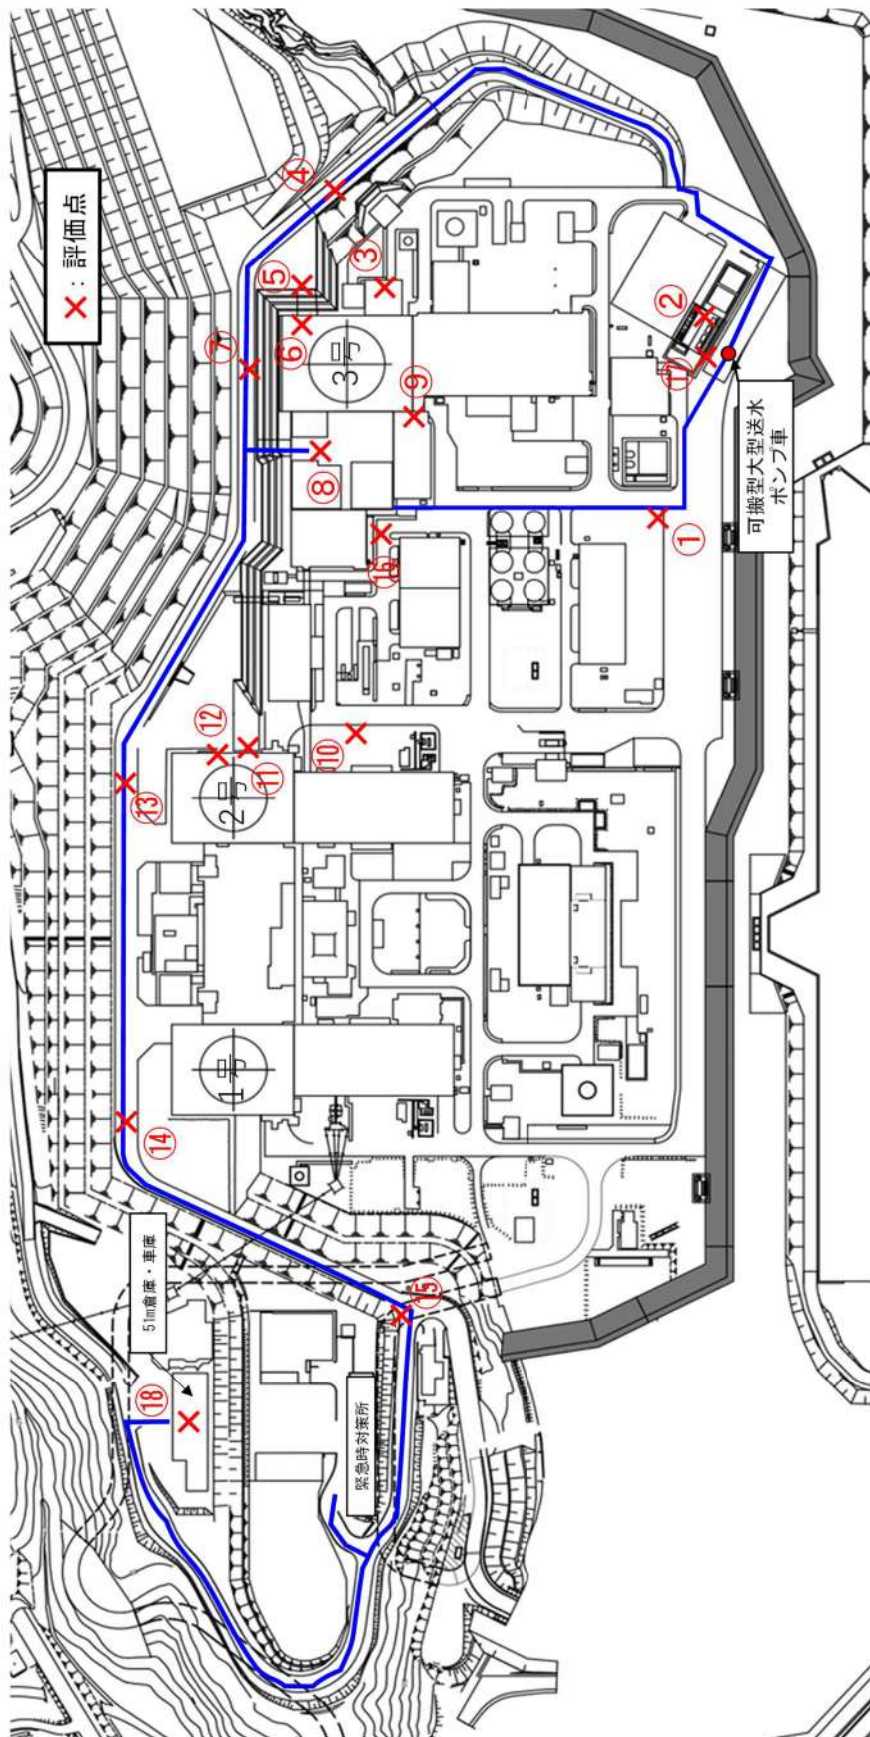 ×：評価点
④
③
⑤
⑥
⑦
3号
⑨
⑧
②
⑰
可搬型大型送水
ポンプ車
①
⑯
⑫
⑪
⑩
2号
⑬
1号
⑭
51m倉庫・車庫
⑮
⑱
緊急時対策所